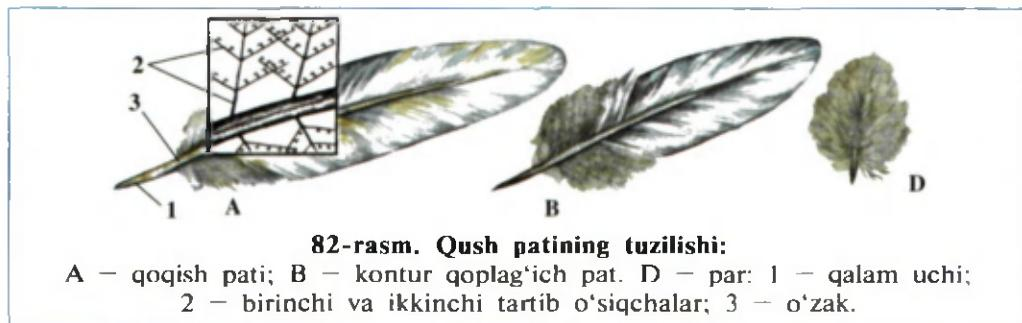 2
3
1
A
B
D
82-rasm. Qush patining tuzilishi:
A — qoqish pati; B — kontur qoplag‘ich pat. D — par: 1 — qalam uchi;
2 — birinchi va ikkinchi tartib o‘siqchalar; 3 — o‘zak.